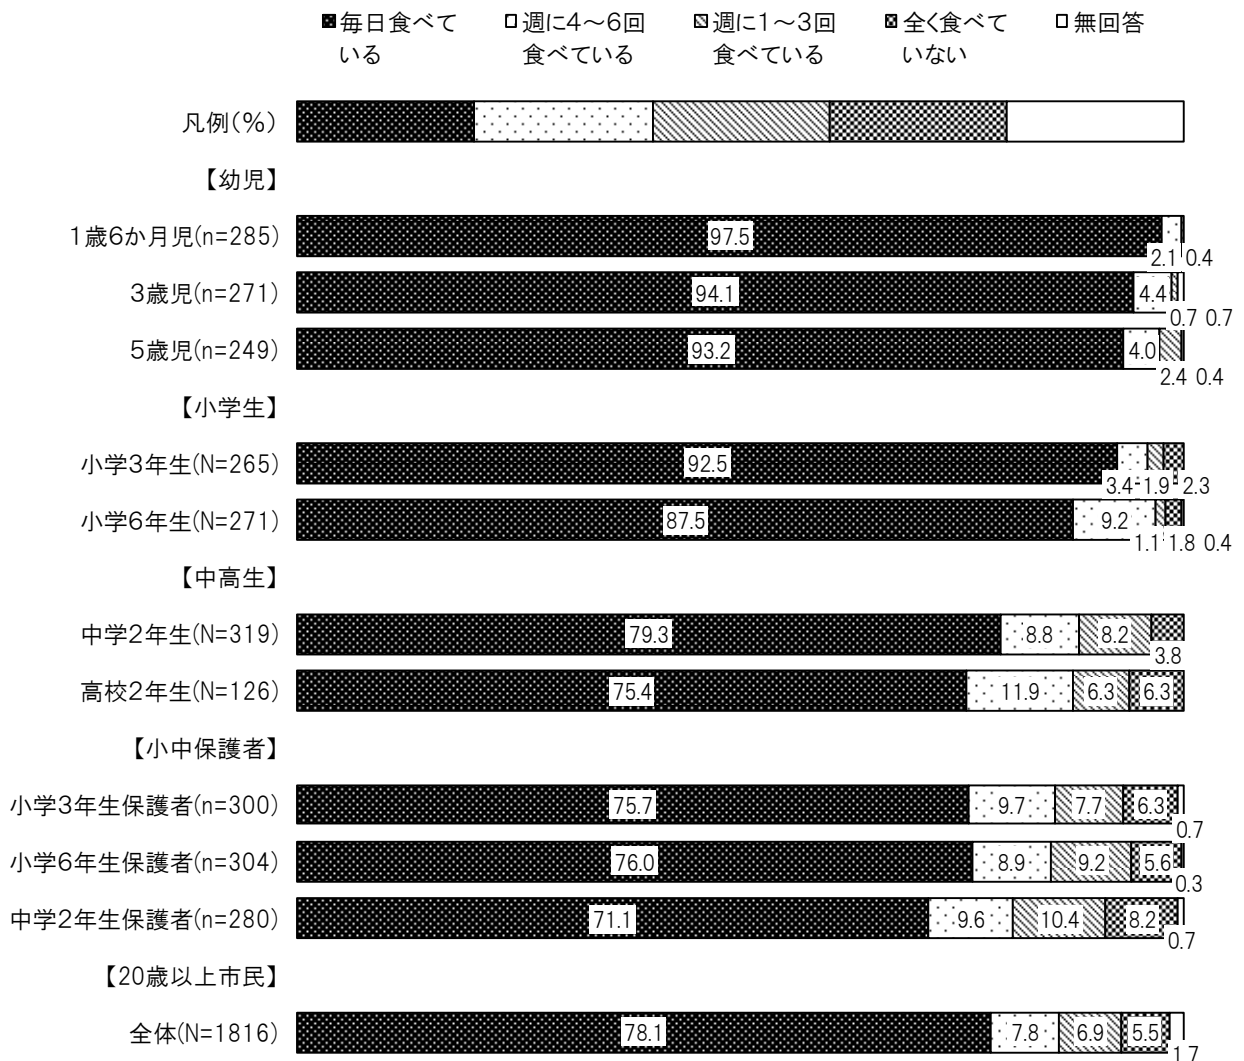 毎日食べて
いる
週に4～6回
食べている
週に1～3回
食べている
全く食べて
いない
無回答
凡例(%)
【幼児】
1歳6か月児(n=285)
97.5
2.1 0.4
3歳児(n=271)
94.1
4.4
0.7 0.7
5歳児(n=249)
93.2
4.0
2.4 0.4
【小学生】
小学3年生(N=265)
92.5
3.4 1.9 2.3
小学6年生(N=271)
87.5
9.2
1.1 1.8 0.4
【中高生】
中学2年生(N=319)
79.3
8.8
8.2
3.8
高校2年生(N=126)
75.4
11.9
6.3
6.3
【小中保護者】
小学3年生保護者(n=300)
75.7
9.7
7.7
6.3
0.7
小学6年生保護者(n=304)
76.0
8.9
9.2
5.6
0.3
中学2年生保護者(n=280)
71.1
9.6
10.4
8.2
0.7
【20歳以上市民】
全体(N=1816)
78.1
7.8
6.9
5.5
1.7